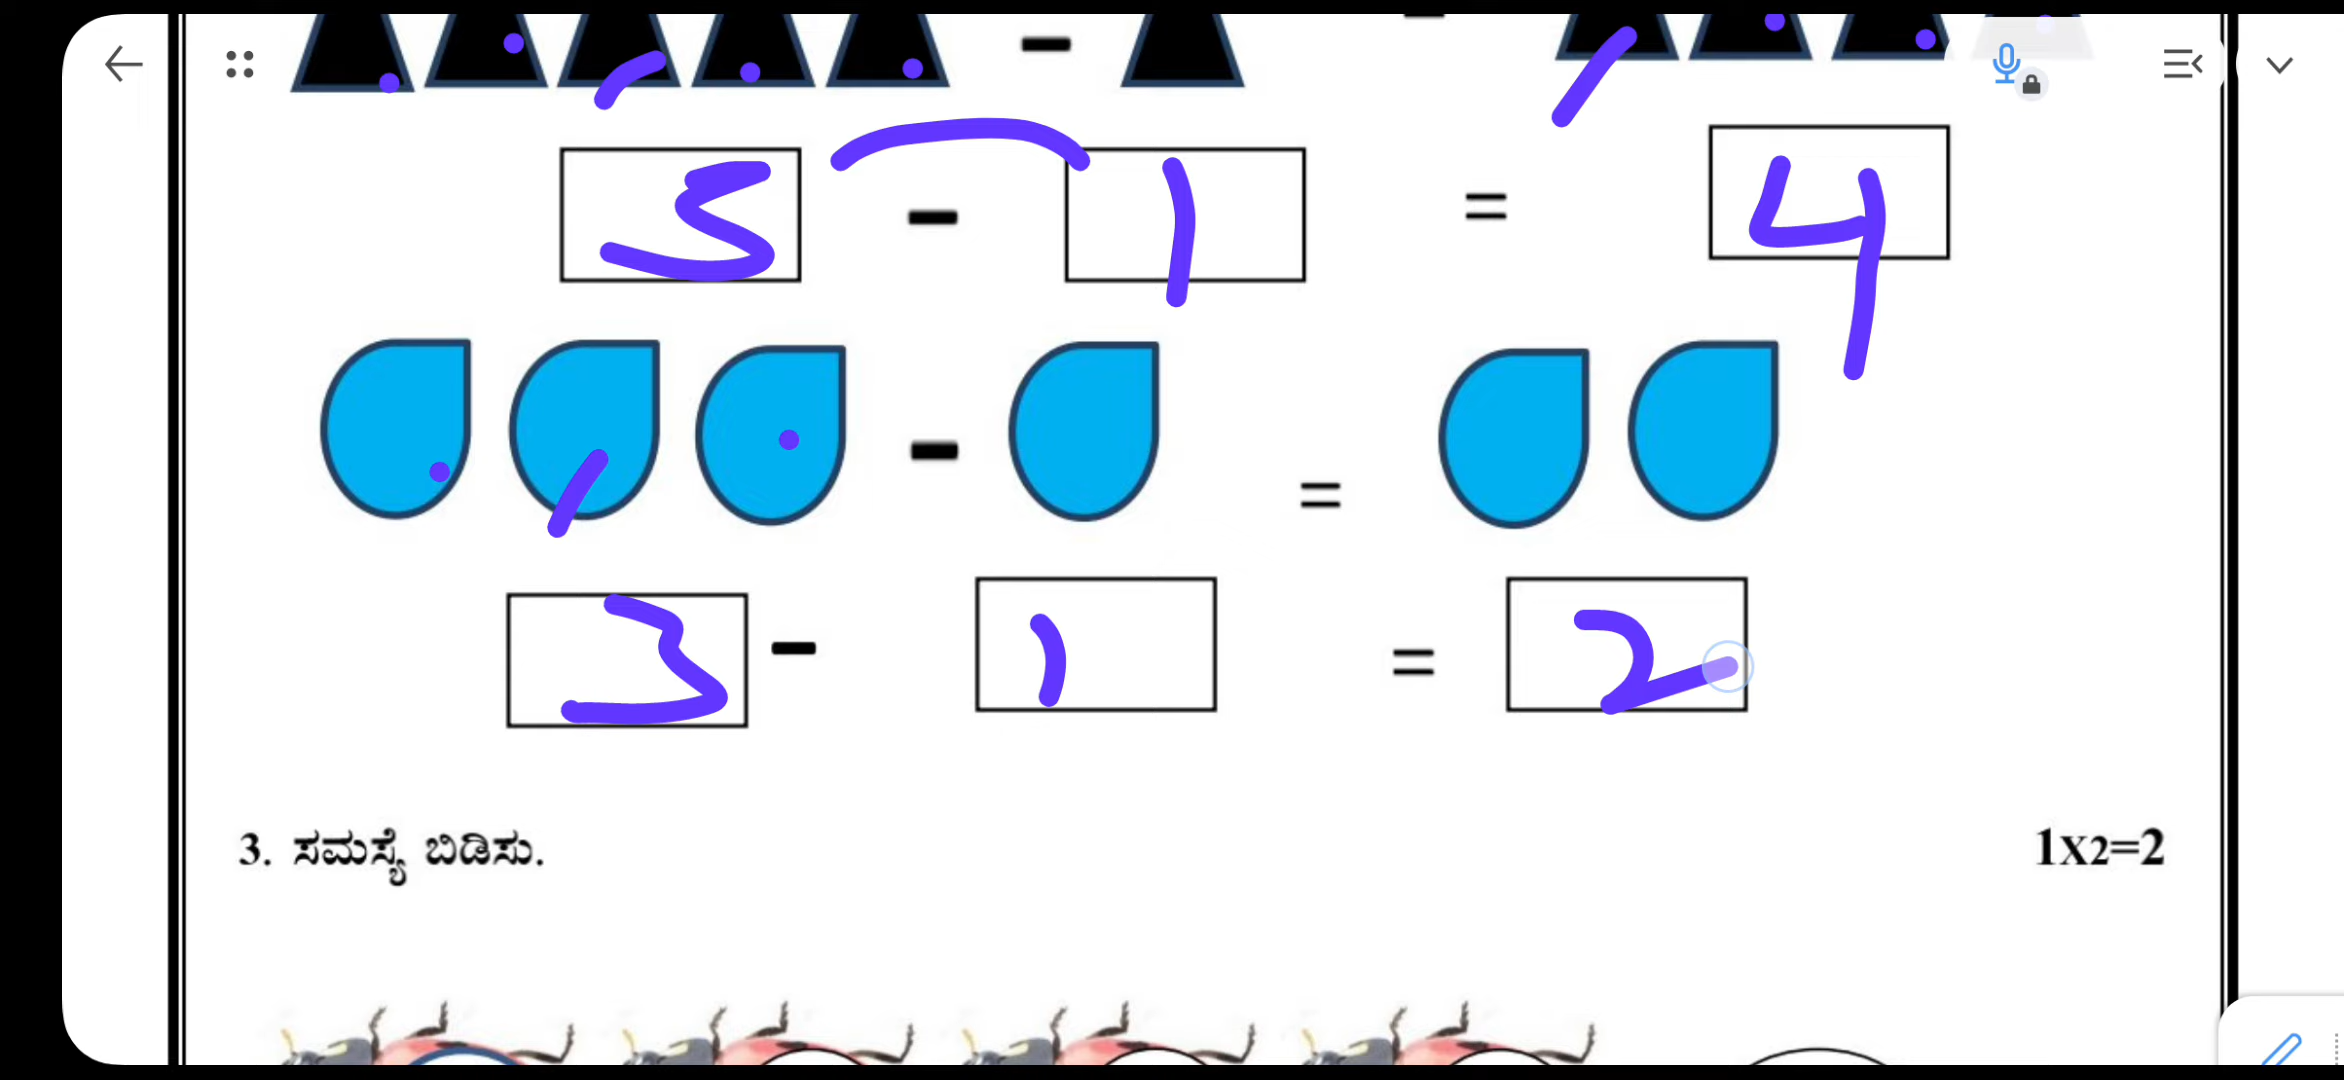 5 - 1 = 4
3 - 1 = 2
3. ಸಮಸ್ಯೆ ಬಿಡಿಸು. 1X2=2